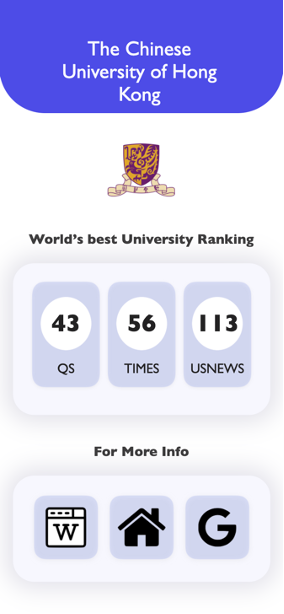 The Chinese
University of Hong
Kong
World's best University Ranking
43 56 113
QS TIMES USNEWS
For More Info
W G